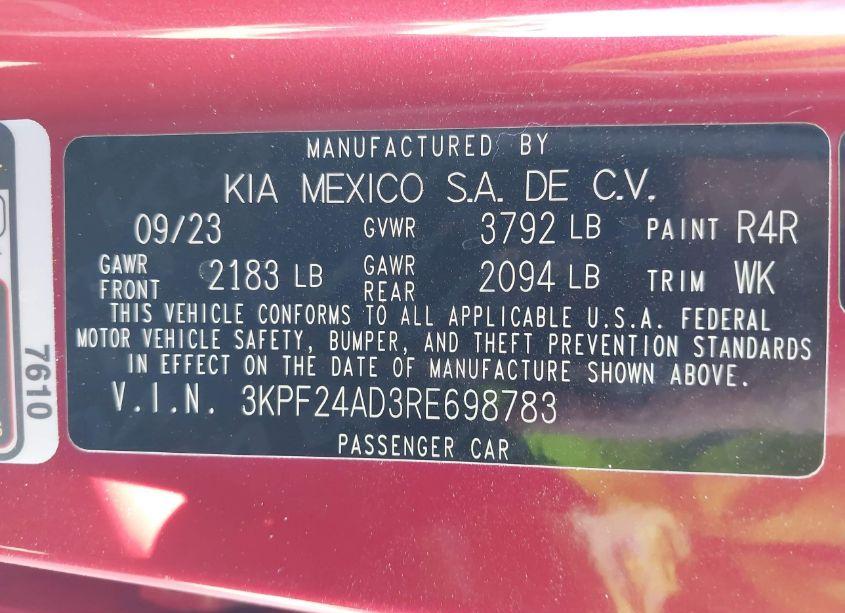 MANUFACTURED BY
KIA MEXICO S.A. DE C.V.
09/23 GVWR 3792 LB PAINT R4R
GAWR FRONT 2183 LB GAWR REAR 2094 LB TRIM WK
THIS VEHICLE CONFORMS TO ALL APPLICABLE U.S.A. FEDERAL
MOTOR VEHICLE SAFETY, BUMPER, AND THEFT PREVENTION STANDARDS
IN EFFECT ON THE DATE OF MANUFACTURE SHOWN ABOVE.
V.I.N. 3KPF24AD3RE698783
PASSENGER CAR
7610